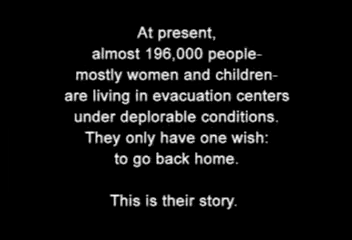 At present,
almost 196,000 people-
mostly women and children-
are living in evacuation centers
under deplorable conditions.
They only have one wish:
to go back home.
This is their story.